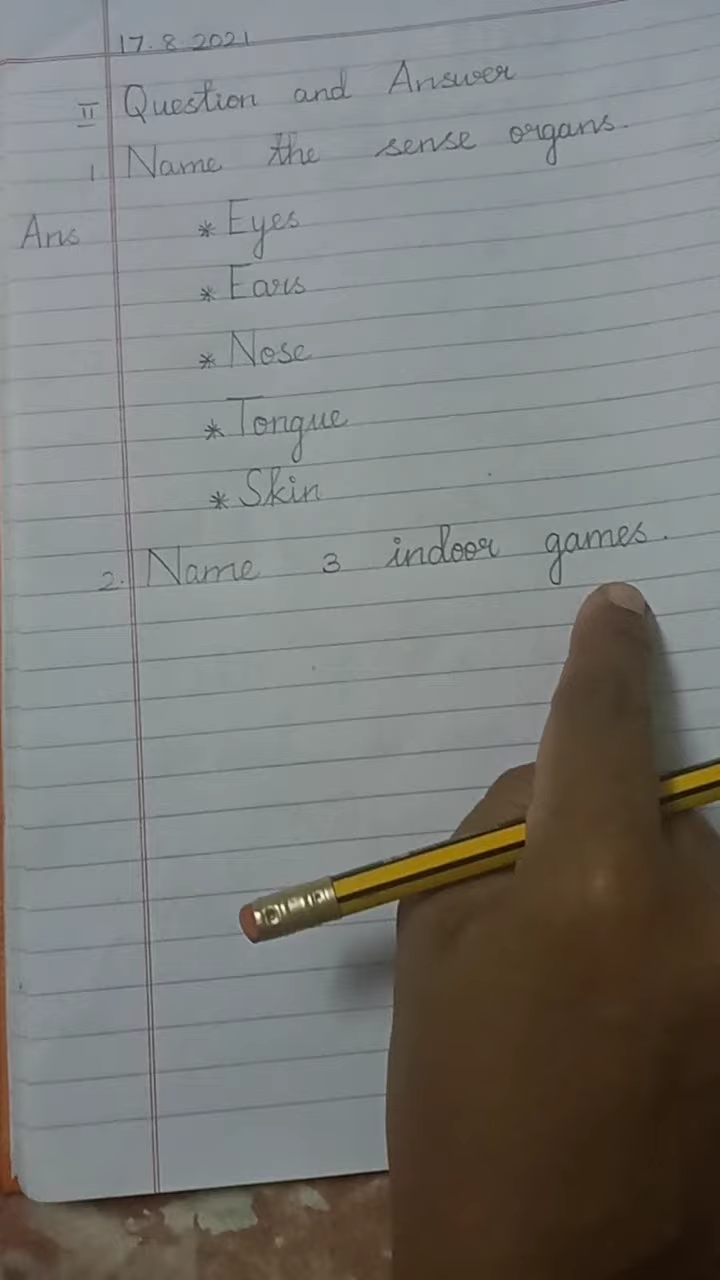 17.8.2021
II Question and Answer
1 Name the sense organs.
Ans * Eyes
* Ears
* Nose
* Tongue
* Skin
2. Name 3 indoor games.